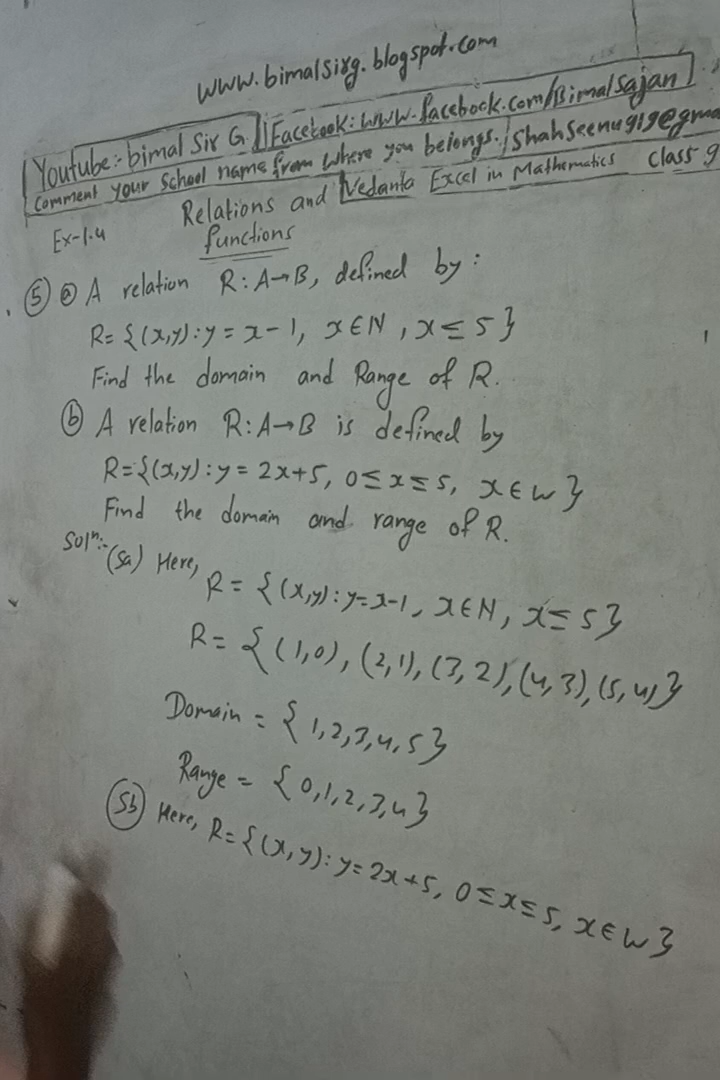 www.bimalsirg.blogspot.com
Youtube:- bimal Sir G. || Facebook: www.facebook.com/Bimalsajan
Comment your School name from where you belongs. / Shahseenu919@gma
Ex-1.4 Relations and functions Vedanta Excel in Mathematics Class 9
(5) (a) A relation R: A→B, defined by:
R= {(x,y) : y = x-1, x∈N, x≤5}
Find the domain and Range of R.
(b) A relation R: A→B is defined by
R={(x,y) : y = 2x+5, 0≤x≤5, x∈W}
Find the domain and range of R.
Solⁿ:- (5a) Here,
R = {(x,y) : y=x-1, x∈N, x≤5}
R = {(1,0), (2,1), (3,2), (4,3), (5,4)}
Domain = {1,2,3,4,5}
Range = {0,1,2,3,4}
(5b) Here, R={(x,y) : y=2x+5, 0≤x≤5, x∈W}